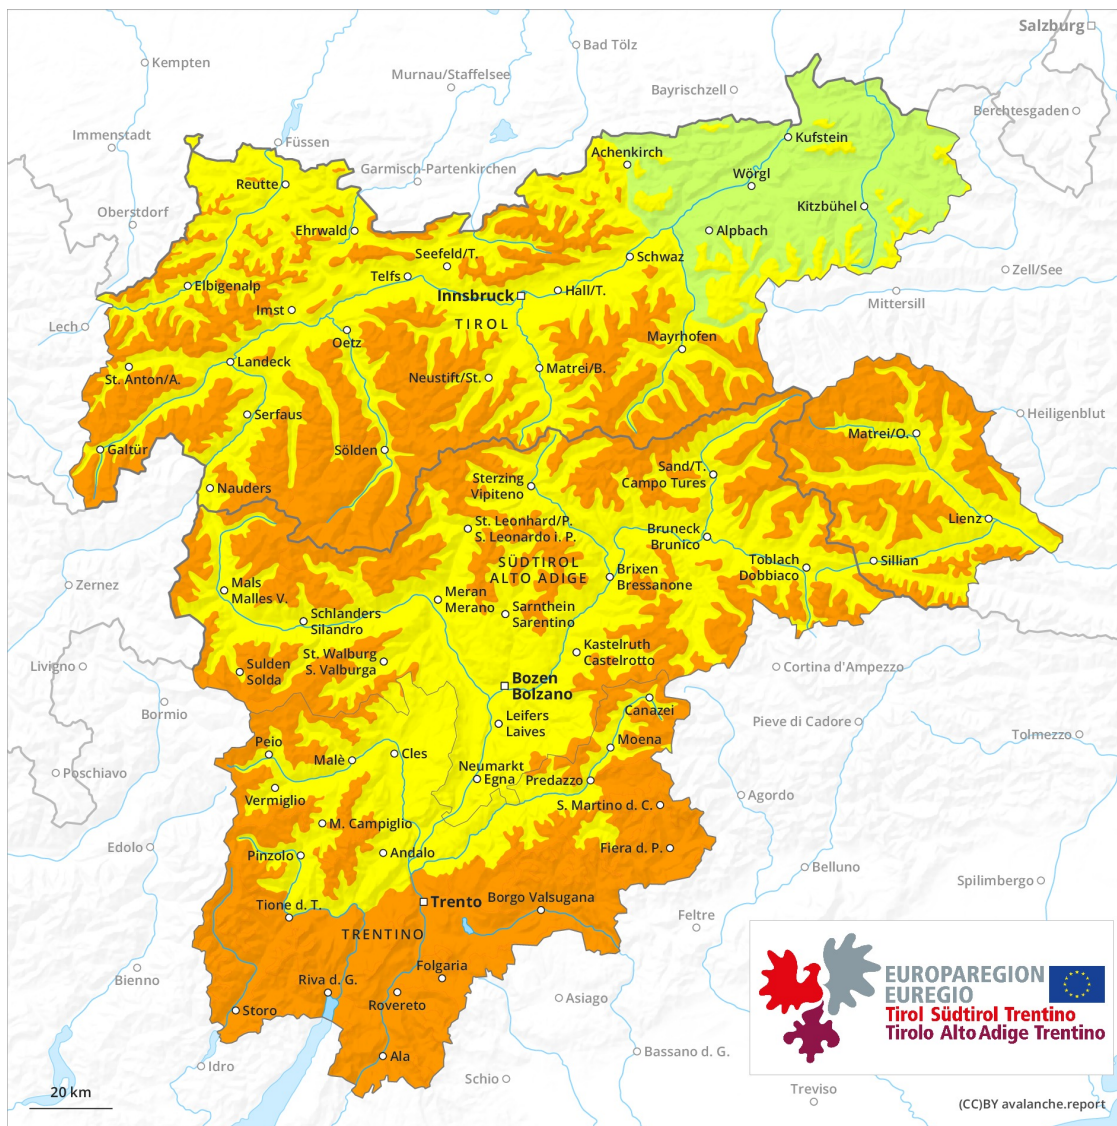 Salzburg
Bad Tölz
Kempten
Murnau/Staffelsee
Bayrischzell
Berchtesgaden
Immenstadt
Füssen
Kufstein
Achenkirch
Garmisch-Partenkirchen
Wörgl
Reutte
Kitzbühel
Oberstdorf
Ehrwald
Alpbach
Seefeld/T.
Schwaz
Zell/See
Telfs
Elbigenalp
Hall/T.
Innsbruck
Mittersill
Imst
TIROL
Lech
Oetz
Mayrhofen
Landeck
Matrei/B.
St. Anton/A.
Neustift/St.
Serfaus
Heiligenblut
Matrei/O.
Galtür
Sölden
Sand/T.
Campo Tures
Sterzing
Vipiteno
Nauders
Lienz
St. Leonhard/P.
S. Leonardo i. P.
Bruneck
Brunico
SÜDTIROL
ALTO ADIGE
Toblach
Dobbiaco
Sillian
Brixen
Bressanone
Zernez
Mals
Malles V.
Meran
Merano
Sarnthein
Sarentino
Schlanders
Silandro
Kastelruth
Castelrotto
St. Walburg
S. Valburga
Livigno
Sulden
Solda
Cortina d'Ampezzo
Bozen
Bolzano
Bormio
Canazei
Leifers
Laives
Pieve di Cadore
Tolmezzo
Moena
Peio
Cles
Malè
Poschiavo
Neumarkt
Egna
Predazzo
Vermiglio
Agordo
S. Martino d. C.
M. Campiglio
Edolo
Fiera d. P.
Pinzolo
Andalo
Belluno
Spilimbergo
Borgo Valsugana
Trento
Tione d. T.
Feltre
TRENTINO
Folgaria
Bienno
Riva d. G.
EUROPAREGION
EUREGIO
Tirol Südtirol Trentino
Tirolo Alto Adige Trentino
Asiago
Rovereto
Storo
Bassano d. G.
Ala
Idro
Schio
Treviso
20 km
(CC)BY avalanche.report